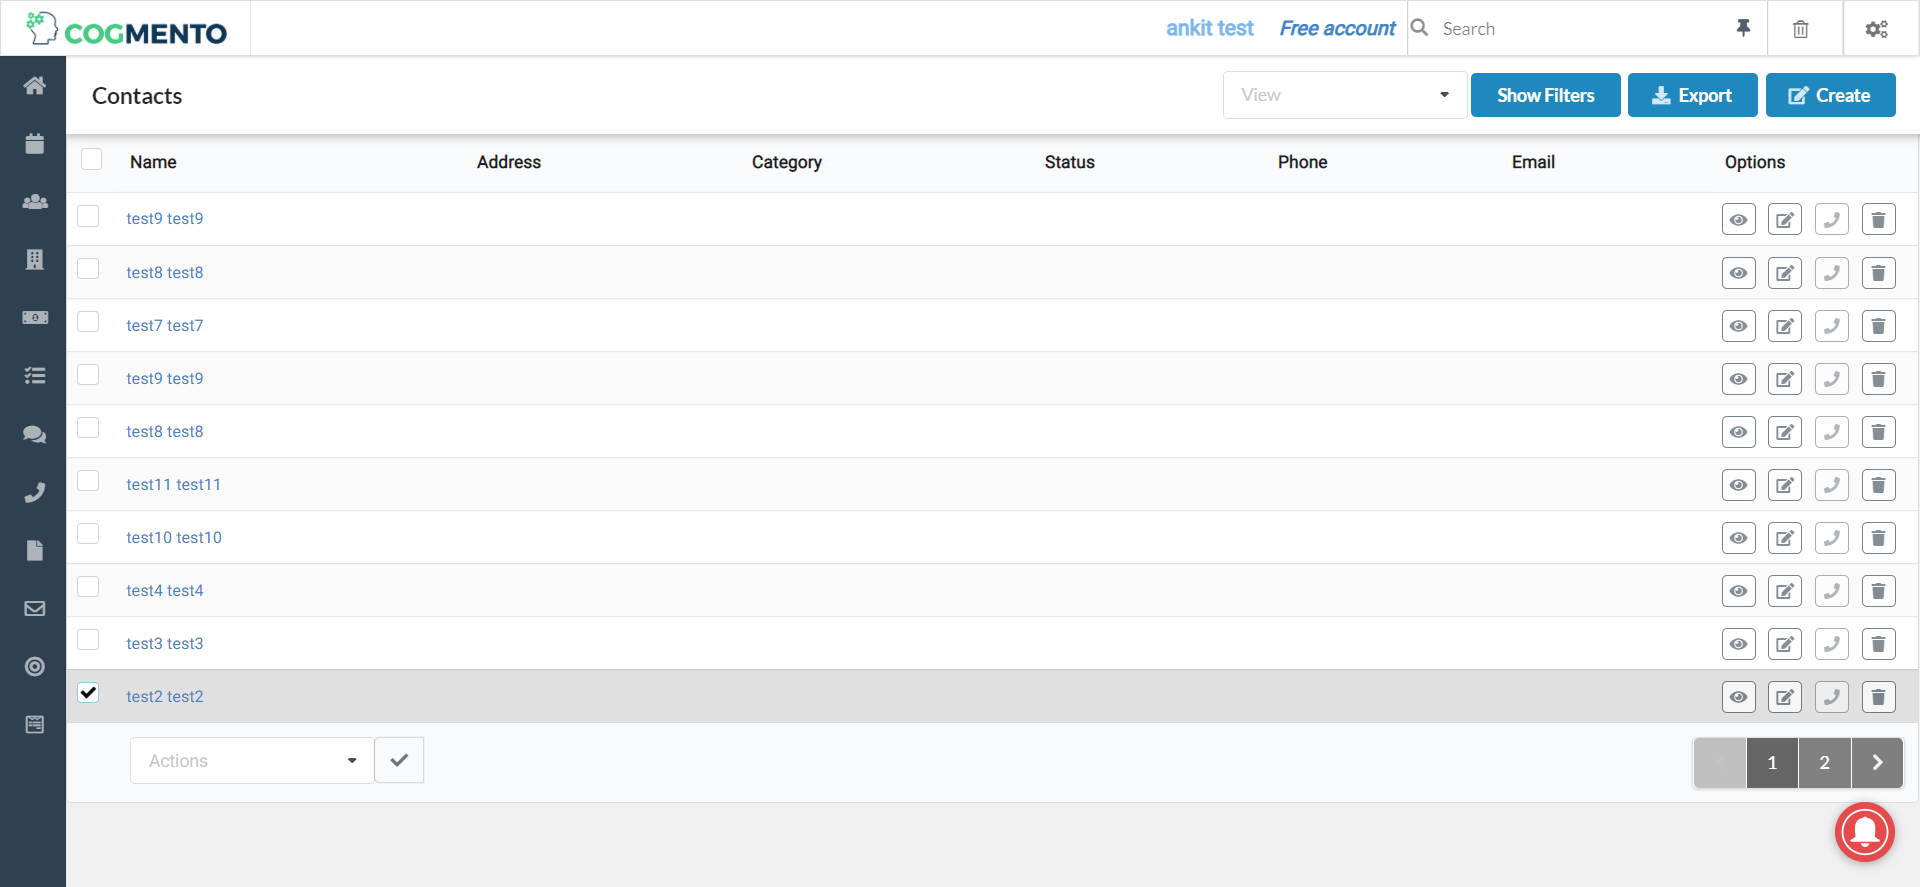 COGMENTO
ankit test Free account Search
Contacts View Show Filters Export Create
Name Address Category Status Phone Email Options
test9 test9
test8 test8
test7 test7
test9 test9
test8 test8
test11 test11
test10 test10
test4 test4
test3 test3
test2 test2
Actions 1 2